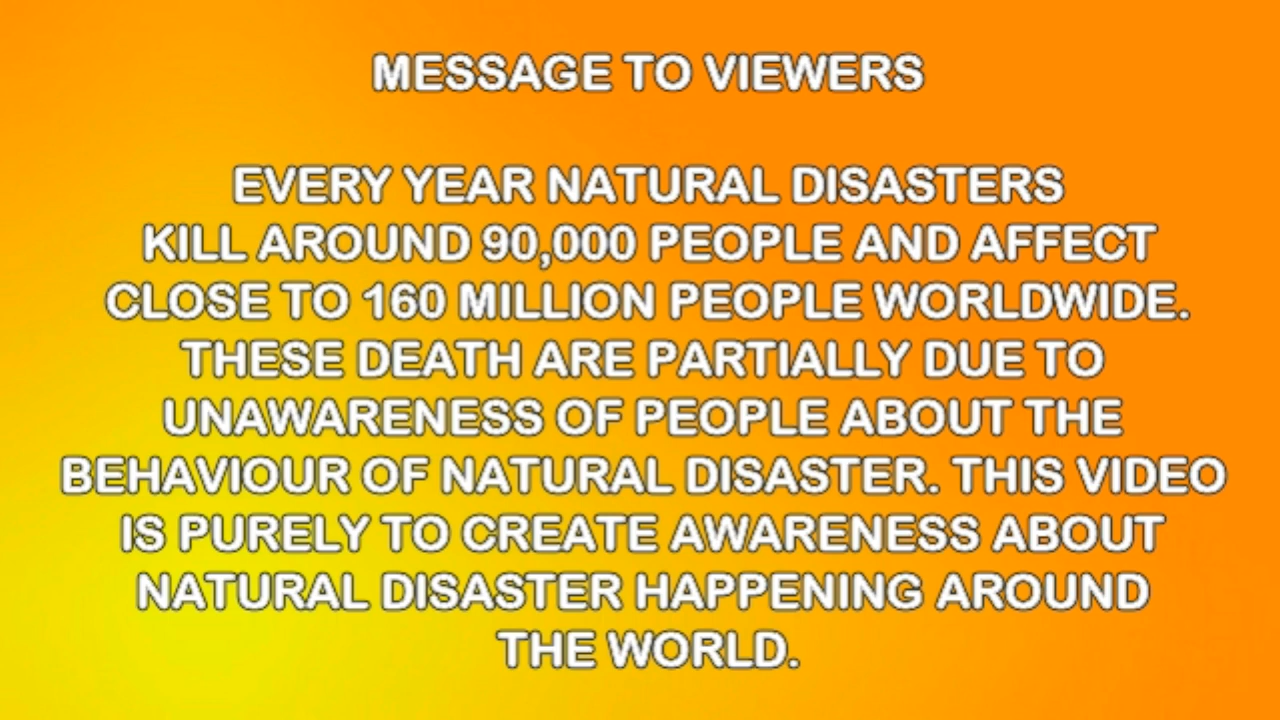 MESSAGE TO VIEWERS
EVERY YEAR NATURAL DISASTERS
KILL AROUND 90,000 PEOPLE AND AFFECT
CLOSE TO 160 MILLION PEOPLE WORLDWIDE.
THESE DEATH ARE PARTIALLY DUE TO
UNAWARENESS OF PEOPLE ABOUT THE
BEHAVIOUR OF NATURAL DISASTER. THIS VIDEO
IS PURELY TO CREATE AWARENESS ABOUT
NATURAL DISASTER HAPPENING AROUND
THE WORLD.